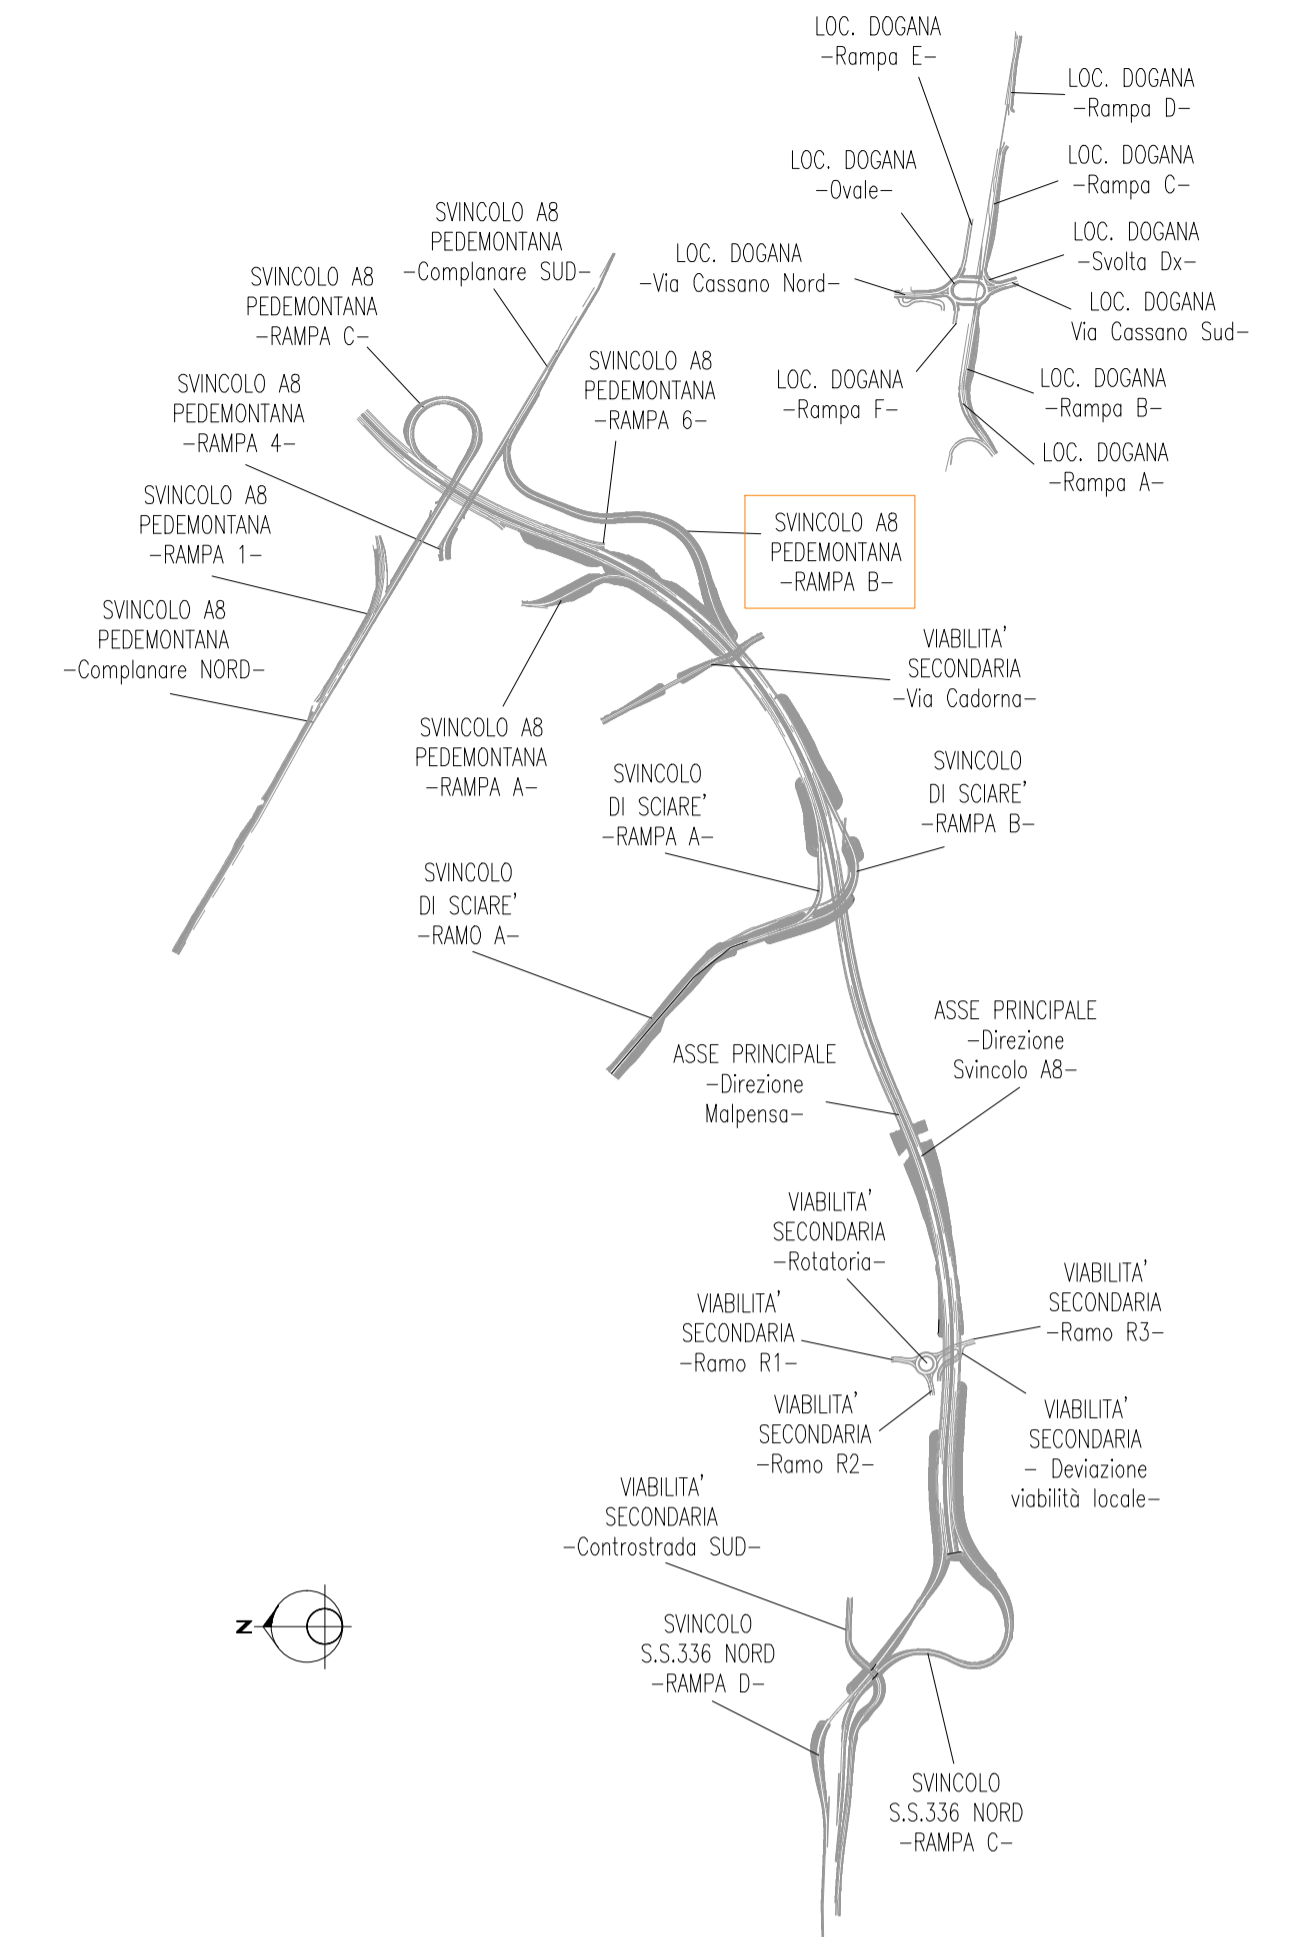 LOC. DOGANA
-Rampa E-
LOC. DOGANA
-Rampa D-
LOC. DOGANA
-Ovale-
LOC. DOGANA
-Rampa C-
SVINCOLO A8
PEDEMONTANA
-Complanare SUD-
LOC. DOGANA
-Via Cassano Nord-
LOC. DOGANA
-Svolta Dx-
SVINCOLO A8
PEDEMONTANA
-RAMPA C-
LOC. DOGANA
Via Cassano Sud-
SVINCOLO A8
PEDEMONTANA
-RAMPA 4-
SVINCOLO A8
PEDEMONTANA
-RAMPA 6-
LOC. DOGANA
-Rampa F-
LOC. DOGANA
-Rampa B-
LOC. DOGANA
-Rampa A-
SVINCOLO A8
PEDEMONTANA
-RAMPA 1-
SVINCOLO A8
PEDEMONTANA
-RAMPA B-
SVINCOLO A8
PEDEMONTANA
-Complanare NORD-
VIABILITA'
SECONDARIA
-Via Cadorna-
SVINCOLO A8
PEDEMONTANA
-RAMPA A-
SVINCOLO
DI SCIARE'
-RAMPA A-
SVINCOLO
DI SCIARE'
-RAMPA B-
SVINCOLO
DI SCIARE'
-RAMO A-
ASSE PRINCIPALE
-Direzione
Svincolo A8-
ASSE PRINCIPALE
-Direzione
Malpensa-
VIABILITA'
SECONDARIA
-Rotatoria-
VIABILITA'
SECONDARIA
-Ramo R3-
VIABILITA'
SECONDARIA
-Ramo R1-
VIABILITA'
SECONDARIA
-Ramo R2-
VIABILITA'
SECONDARIA
- Deviazione
viabilità locale-
VIABILITA'
SECONDARIA
-Controstrada SUD-
N
SVINCOLO
S.S.336 NORD
-RAMPA D-
SVINCOLO
S.S.336 NORD
-RAMPA C-